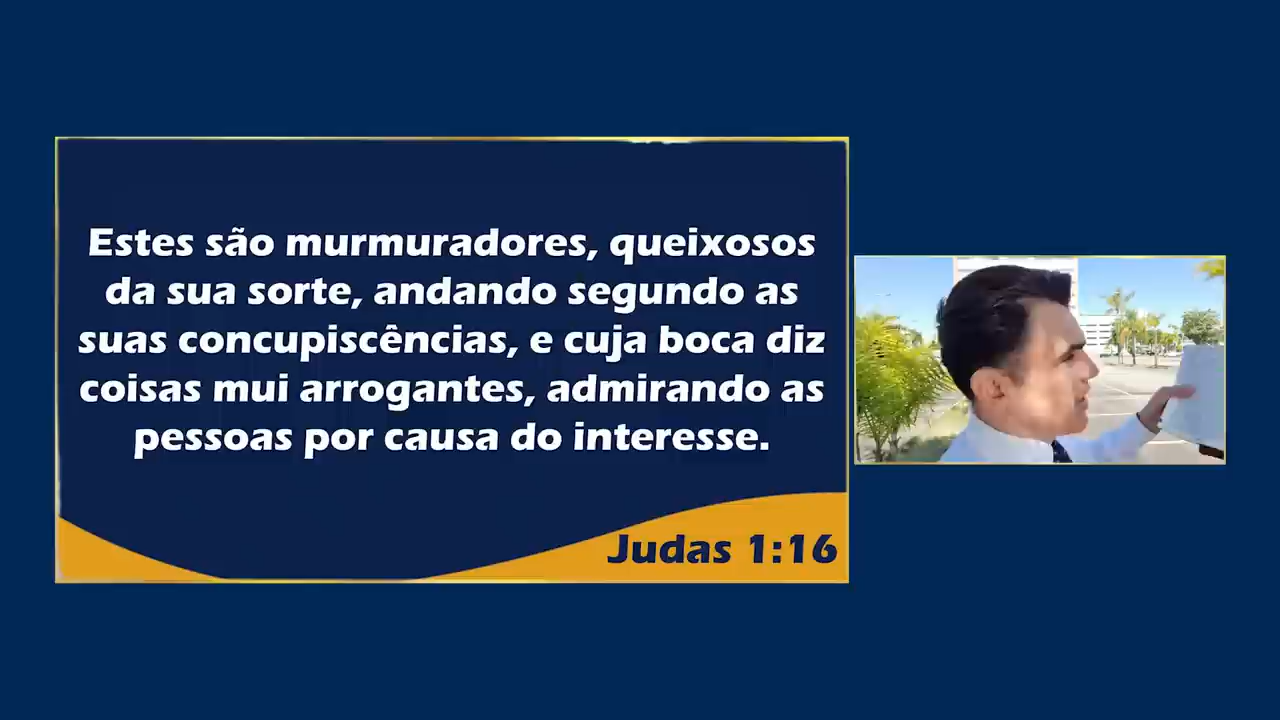 Estes são murmuradores, queixosos
da sua sorte, andando segundo as
suas concupiscências, e cuja boca diz
coisas mui arrogantes, admirando as
pessoas por causa do interesse.
Judas 1:16